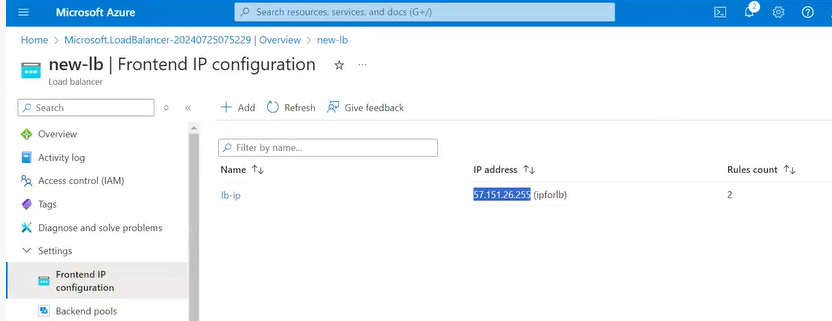 Microsoft Azure
Search resources, services, and docs (G+/)
2
Home > Microsoft.LoadBalancer-20240725075229 | Overview > new-lb
new-lb | Frontend IP configuration
Load balancer
Search
Add Refresh Give feedback
Overview
Activity log
Access control (IAM)
Tags
Diagnose and solve problems
Settings
Frontend IP
configuration
Backend pools
Filter by name...
Name IP address Rules count
lb-ip 57.151.26.255 (ipforlb) 2